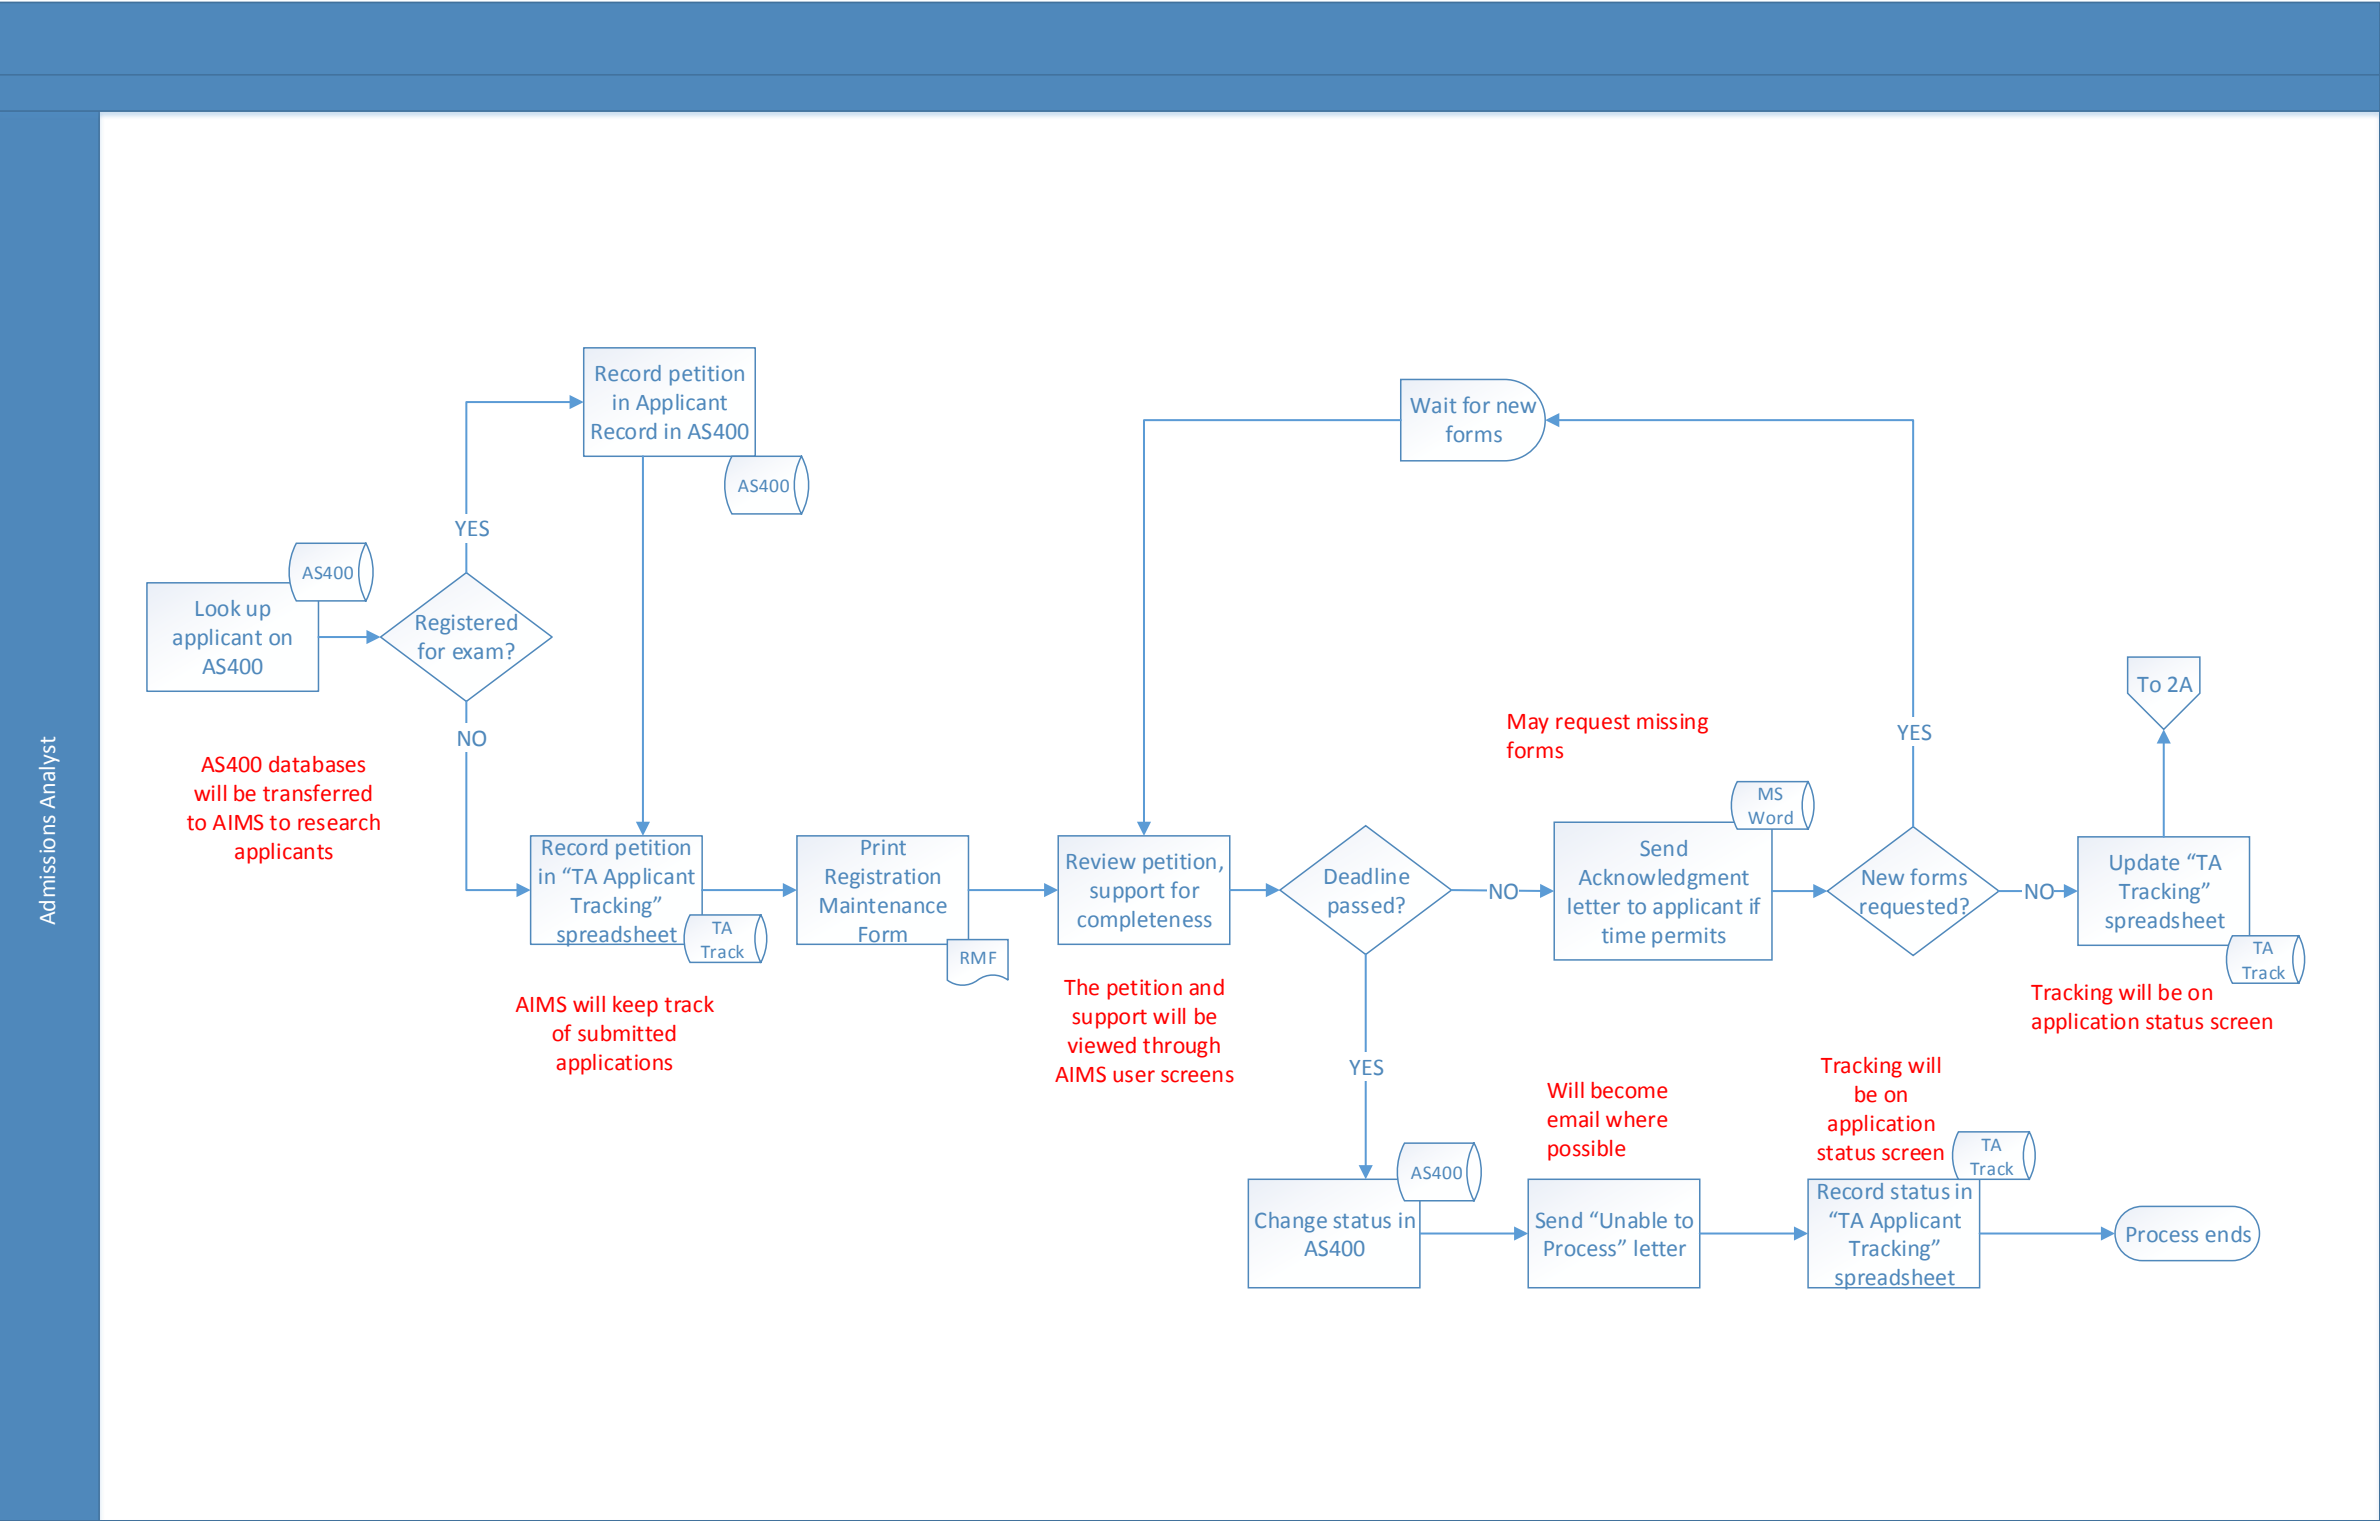 Admissions Analyst
Record petition
in Applicant
Record in AS400
AS400
Wait for new
forms
YES
AS400
Look up
applicant on
AS400
Registered
for exam?
NO
AS400 databases
will be transferred
to AIMS to research
applicants
To 2A
May request missing
forms
YES
Record petition
in “TA Applicant
Tracking”
spreadsheet
TA
Track
Print
Registration
Maintenance
Form
RMF
Review petition,
support for
completeness
Deadline
passed?
NO
MS
Word
Send
Acknowledgment
letter to applicant if
time permits
New forms
requested?
NO
Update “TA
Tracking”
spreadsheet
TA
Track
AIMS will keep track
of submitted
applications
The petition and
support will be
viewed through
AIMS user screens
Tracking will be on
application status screen
YES
Will become
email where
possible
Tracking will
be on
application
status screen
TA
Track
AS400
Change status in
AS400
Send “Unable to
Process” letter
Record status in
“TA Applicant
Tracking”
spreadsheet
Process ends